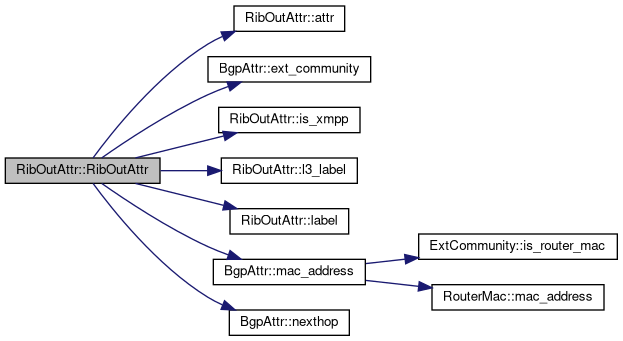 RibOutAttr::RibOutAttr
RibOutAttr::attr
BgpAttr::ext_community
RibOutAttr::is_xmpp
RibOutAttr::l3_label
RibOutAttr::label
BgpAttr::mac_address
BgpAttr::nexthop
ExtCommunity::is_router_mac
RouterMac::mac_address